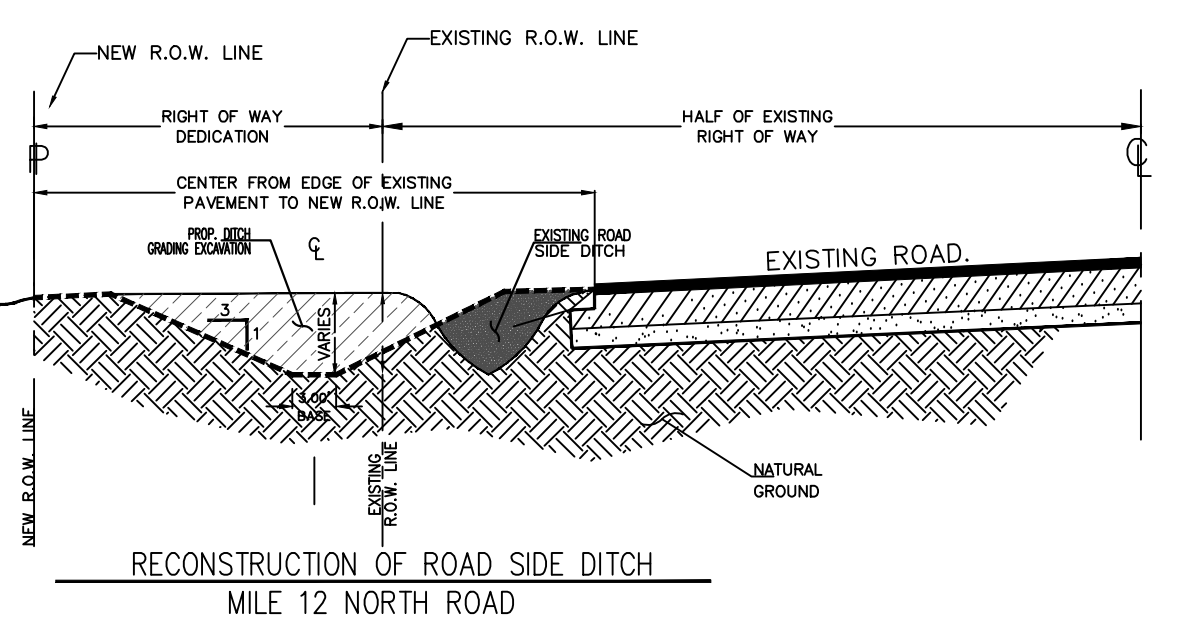 NEW R.O.W. LINE
EXISTING R.O.W. LINE
RIGHT OF WAY
DEDICATION
HALF OF EXISTING
RIGHT OF WAY
P
CL
CENTER FROM EDGE OF EXISTING
PAVEMENT TO NEW R.O.W. LINE
PROP. DITCH
GRADING EXCAVATION
CL
EXISTING ROAD
SIDE DITCH
EXISTING ROAD.
3
1
VARIES
3.00'
BASE
NEW R.O.W. LINE
EXISTING
R.O.W. LINE
NATURAL
GROUND
RECONSTRUCTION OF ROAD SIDE DITCH
MILE 12 NORTH ROAD